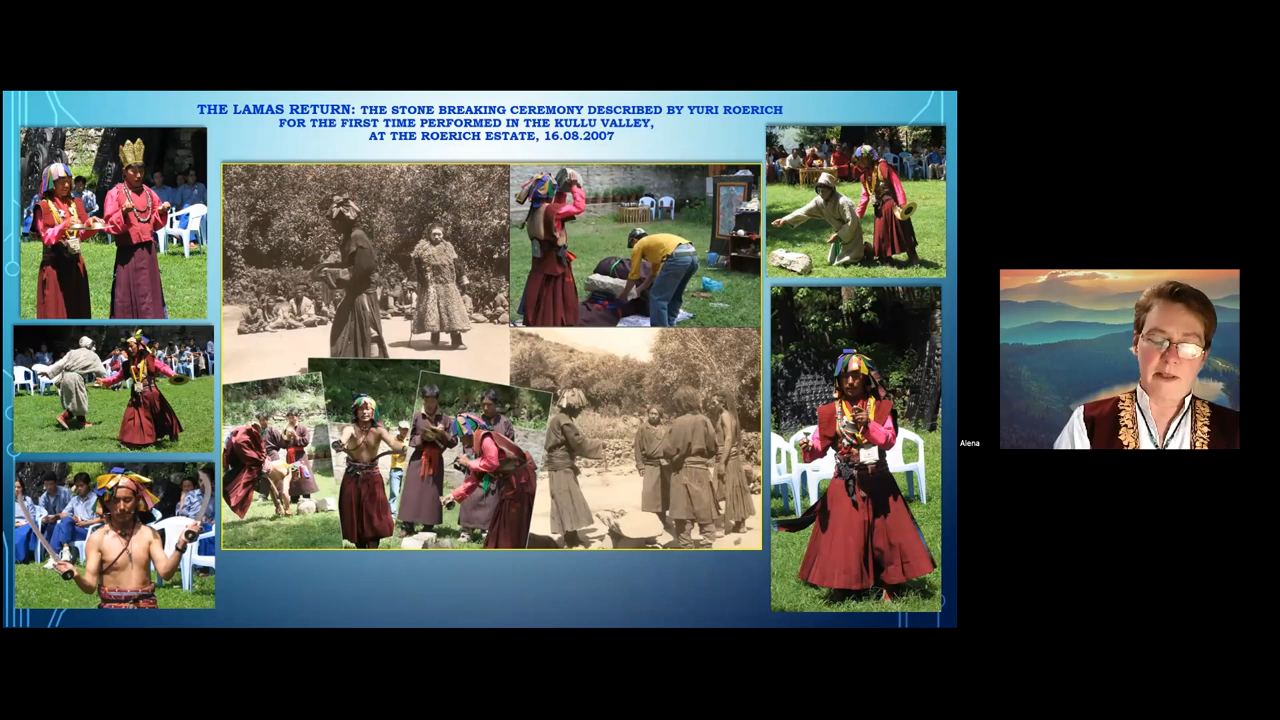 THE LAMAS RETURN: THE STONE BREAKING CEREMONY DESCRIBED BY YURI ROERICH
FOR THE FIRST TIME PERFORMED IN THE KULLU VALLEY,
AT THE ROERICH ESTATE, 16.08.2007
Alena